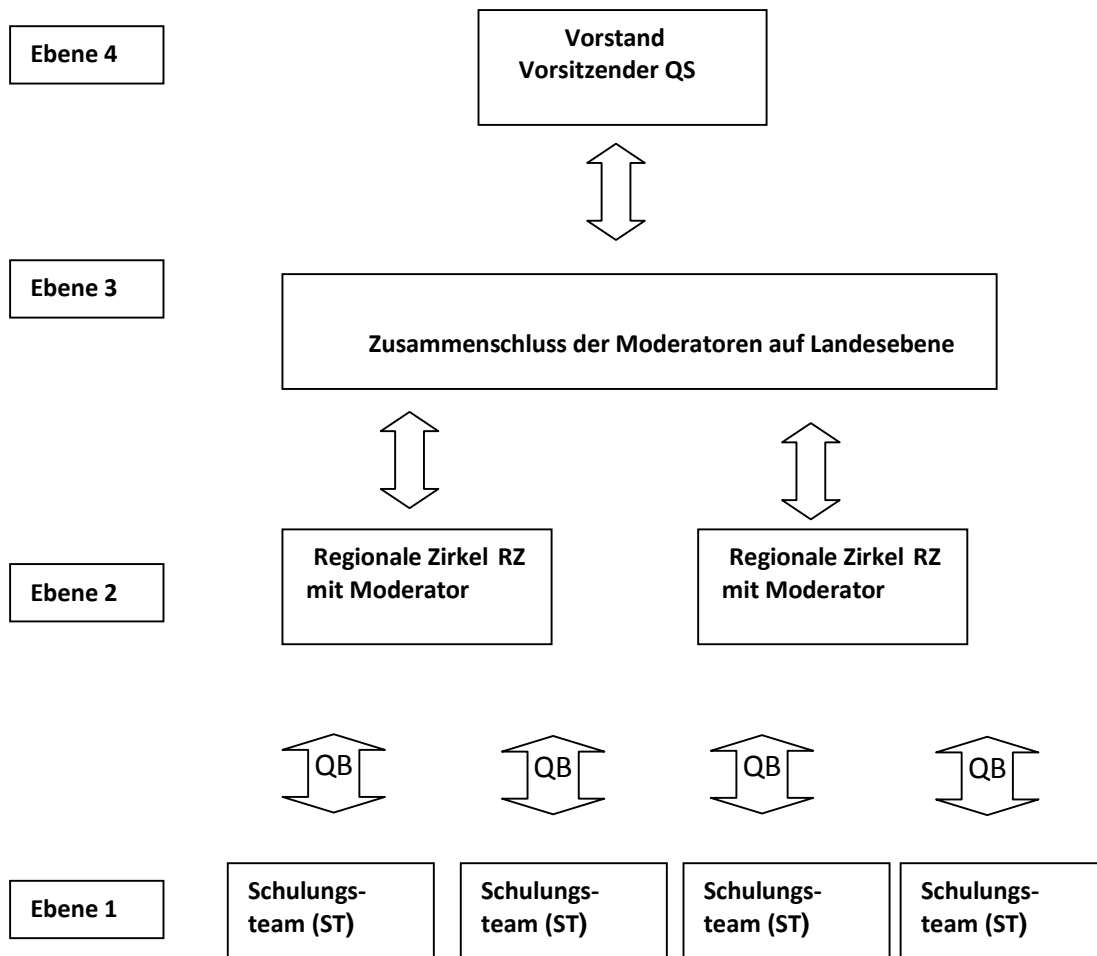 Ebene 4
Vorstand
Vorsitzender QS
Ebene 3
Zusammenschluss der Moderatoren auf Landesebene
Ebene 2
Regionale Zirkel RZ
mit Moderator
Regionale Zirkel RZ
mit Moderator
QB
QB
QB
QB
Ebene 1
Schulungs-
team (ST)
Schulungs-
team (ST)
Schulungs-
team (ST)
Schulungs-
team (ST)